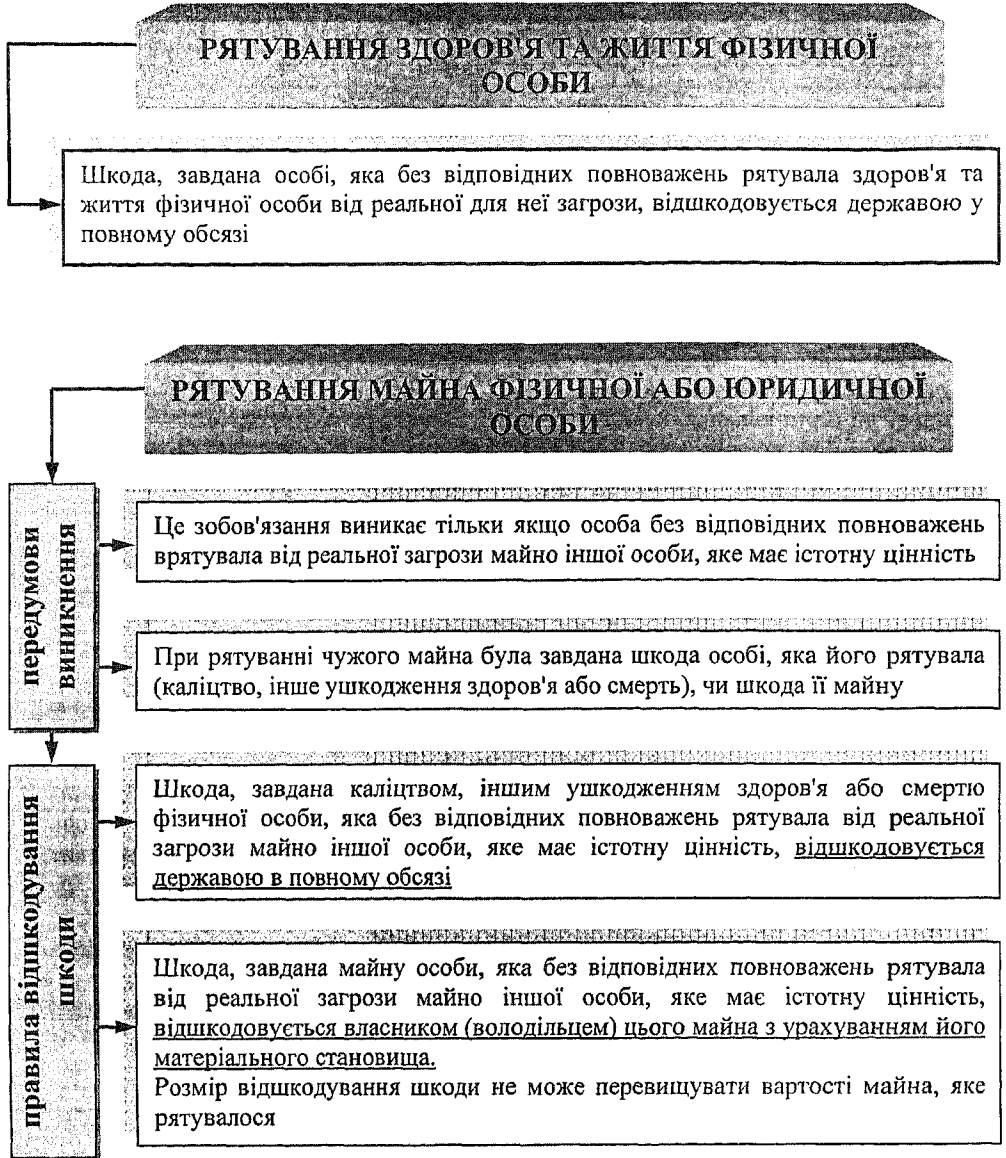 РЯТУВАННЯ ЗДОРОВ'Я ТА ЖИТТЯ ФІЗИЧНОЇ
ОСОБИ
Шкода, завдана особі, яка без відповідних повноважень рятувала здоров'я та
життя фізичної особи від реальної для неї загрози, відшкодовується державою у
повному обсязі
РЯТУВАННЯ МАЙНА ФІЗИЧНОЇ АБО ЮРИДИЧНОЇ
ОСОБИ
передумови
виникнення
Це зобов'язання виникає тільки якщо особа без відповідних повноважень
врятувала від реальної загрози майно іншої особи, яке має істотну цінність
При рятуванні чужого майна була завдана шкода особі, яка його рятувала
(каліцтво, інше ушкодження здоров'я або смерть), чи шкода її майну
правила відшкодування
шкоди
Шкода, завдана каліцтвом, іншим ушкодженням здоров'я або смертю
фізичної особи, яка без відповідних повноважень рятувала від реальної
загрози майно іншої особи, яке має істотну цінність, відшкодовується
державою в повному обсязі
Шкода, завдана майну особи, яка без відповідних повноважень рятувала
від реальної загрози майно іншої особи, яке має істотну цінність,
відшкодовується власником (володільцем) цього майна з урахуванням його
матеріального становища.
Розмір відшкодування шкоди не може перевищувати вартості майна, яке
рятувалося